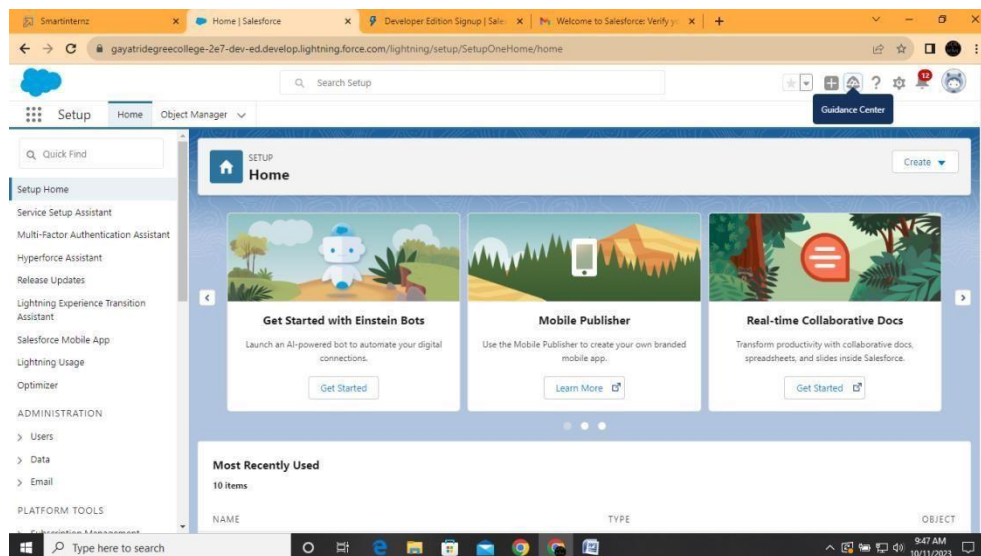 Smartinternz
Home | Salesforce
Developer Edition Signup | Sales
Welcome to Salesforce: Verify yo
gayatridegreecollege-2e7-dev-ed.develop.lightning.force.com/lightning/setup/SetupOneHome/home
Search Setup
12
Guidance Center
Setup
Home
Object Manager
Quick Find
Setup Home
Service Setup Assistant
Multi-Factor Authentication Assistant
Hyperforce Assistant
Release Updates
Lightning Experience Transition
Assistant
Salesforce Mobile App
Lightning Usage
Optimizer
ADMINISTRATION
Users
Data
Email
PLATFORM TOOLS
Subscription Management
SETUP
Home
Create
Get Started with Einstein Bots
Launch an AI-powered bot to automate your digital
connections.
Get Started
Mobile Publisher
Use the Mobile Publisher to create your own branded
mobile app.
Learn More
Real-time Collaborative Docs
Transform productivity with collaborative docs,
spreadsheets, and slides inside Salesforce.
Get Started
Most Recently Used
10 items
NAME TYPE OBJECT
Type here to search
9:47 AM
10/11/2023